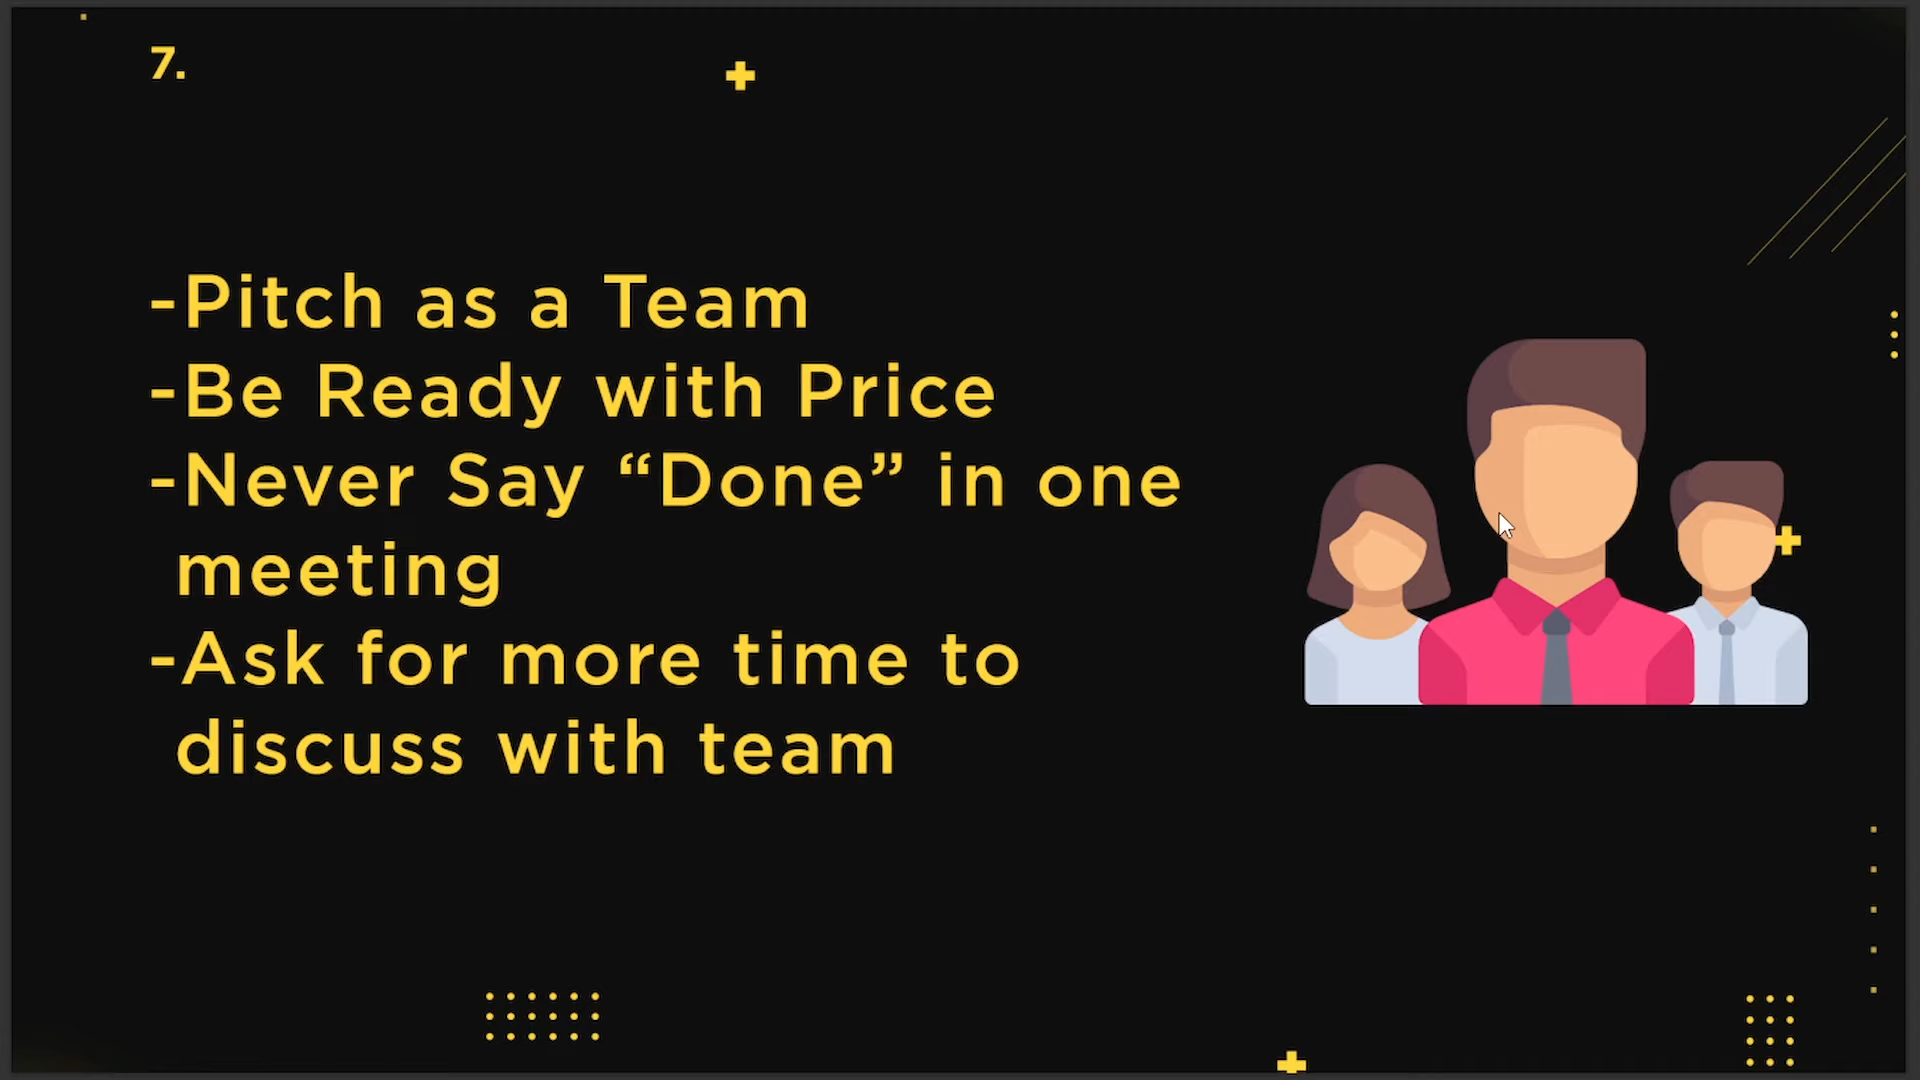 7.
-Pitch as a Team
-Be Ready with Price
-Never Say “Done” in one
meeting
-Ask for more time to
discuss with team